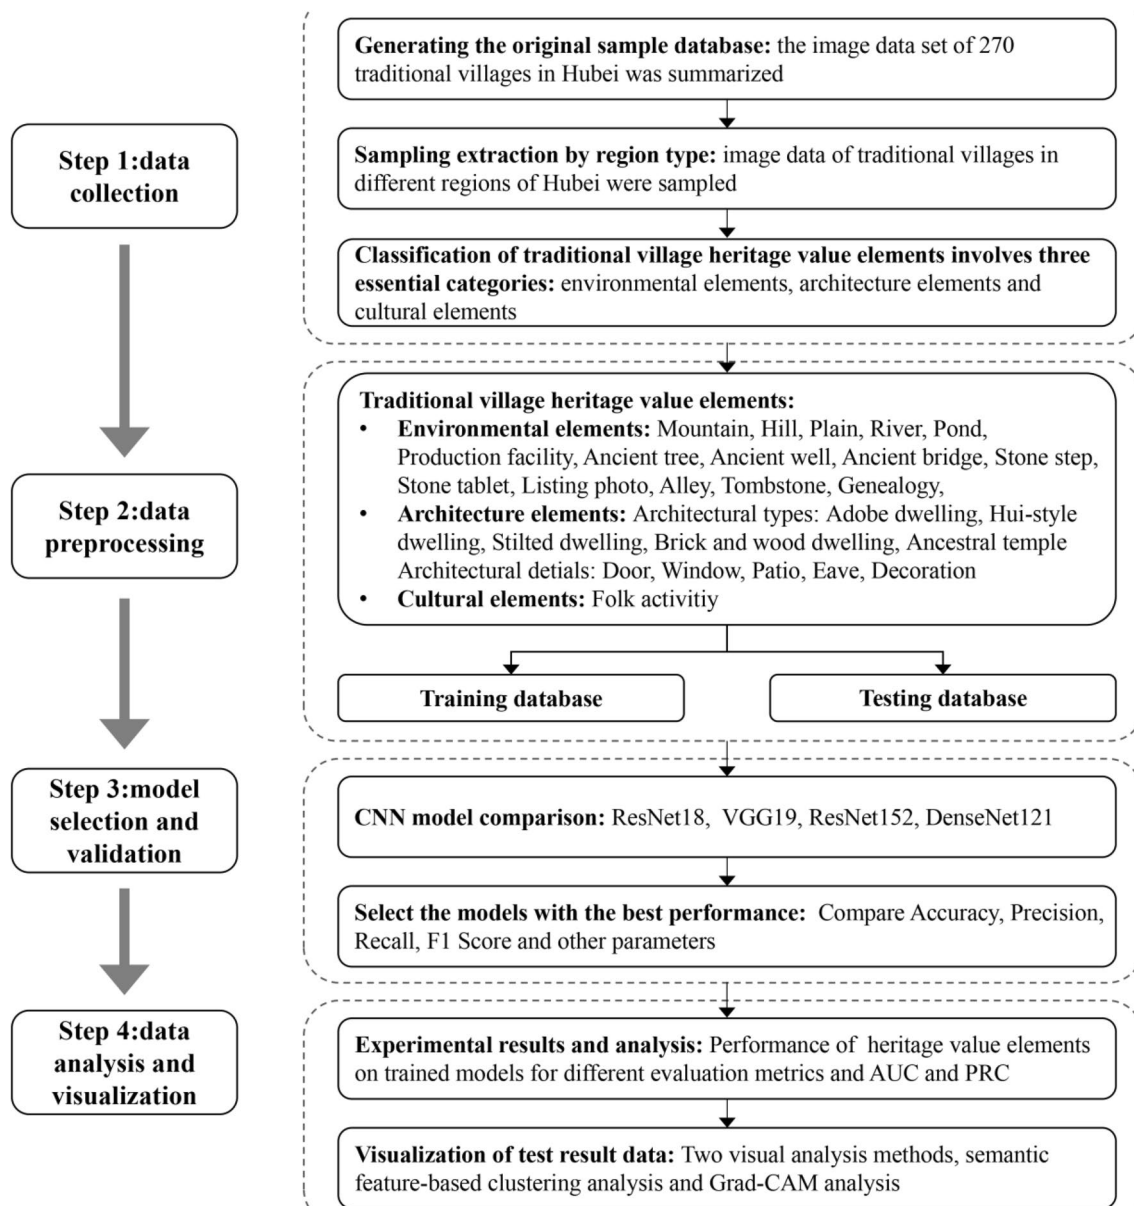 Generating the original sample database: the image data set of 270
traditional villages in Hubei was summarized
Step 1:data
collection
Sampling extraction by region type: image data of traditional villages in
different regions of Hubei were sampled
Classification of traditional village heritage value elements involves three
essential categories: environmental elements, architecture elements and
cultural elements
Step 2:data
preprocessing
Traditional village heritage value elements:
• Environmental elements: Mountain, Hill, Plain, River, Pond,
Production facility, Ancient tree, Ancient well, Ancient bridge, Stone step,
Stone tablet, Listing photo, Alley, Tombstone, Genealogy,
• Architecture elements: Architectural types: Adobe dwelling, Hui-style
dwelling, Stilted dwelling, Brick and wood dwelling, Ancestral temple
Architectural detials: Door, Window, Patio, Eave, Decoration
• Cultural elements: Folk activitiy
Training database
Testing database
Step 3:model
selection and
validation
CNN model comparison: ResNet18, VGG19, ResNet152, DenseNet121
Select the models with the best performance: Compare Accuracy, Precision,
Recall, F1 Score and other parameters
Step 4:data
analysis and
visualization
Experimental results and analysis: Performance of heritage value elements
on trained models for different evaluation metrics and AUC and PRC
Visualization of test result data: Two visual analysis methods, semantic
feature-based clustering analysis and Grad-CAM analysis